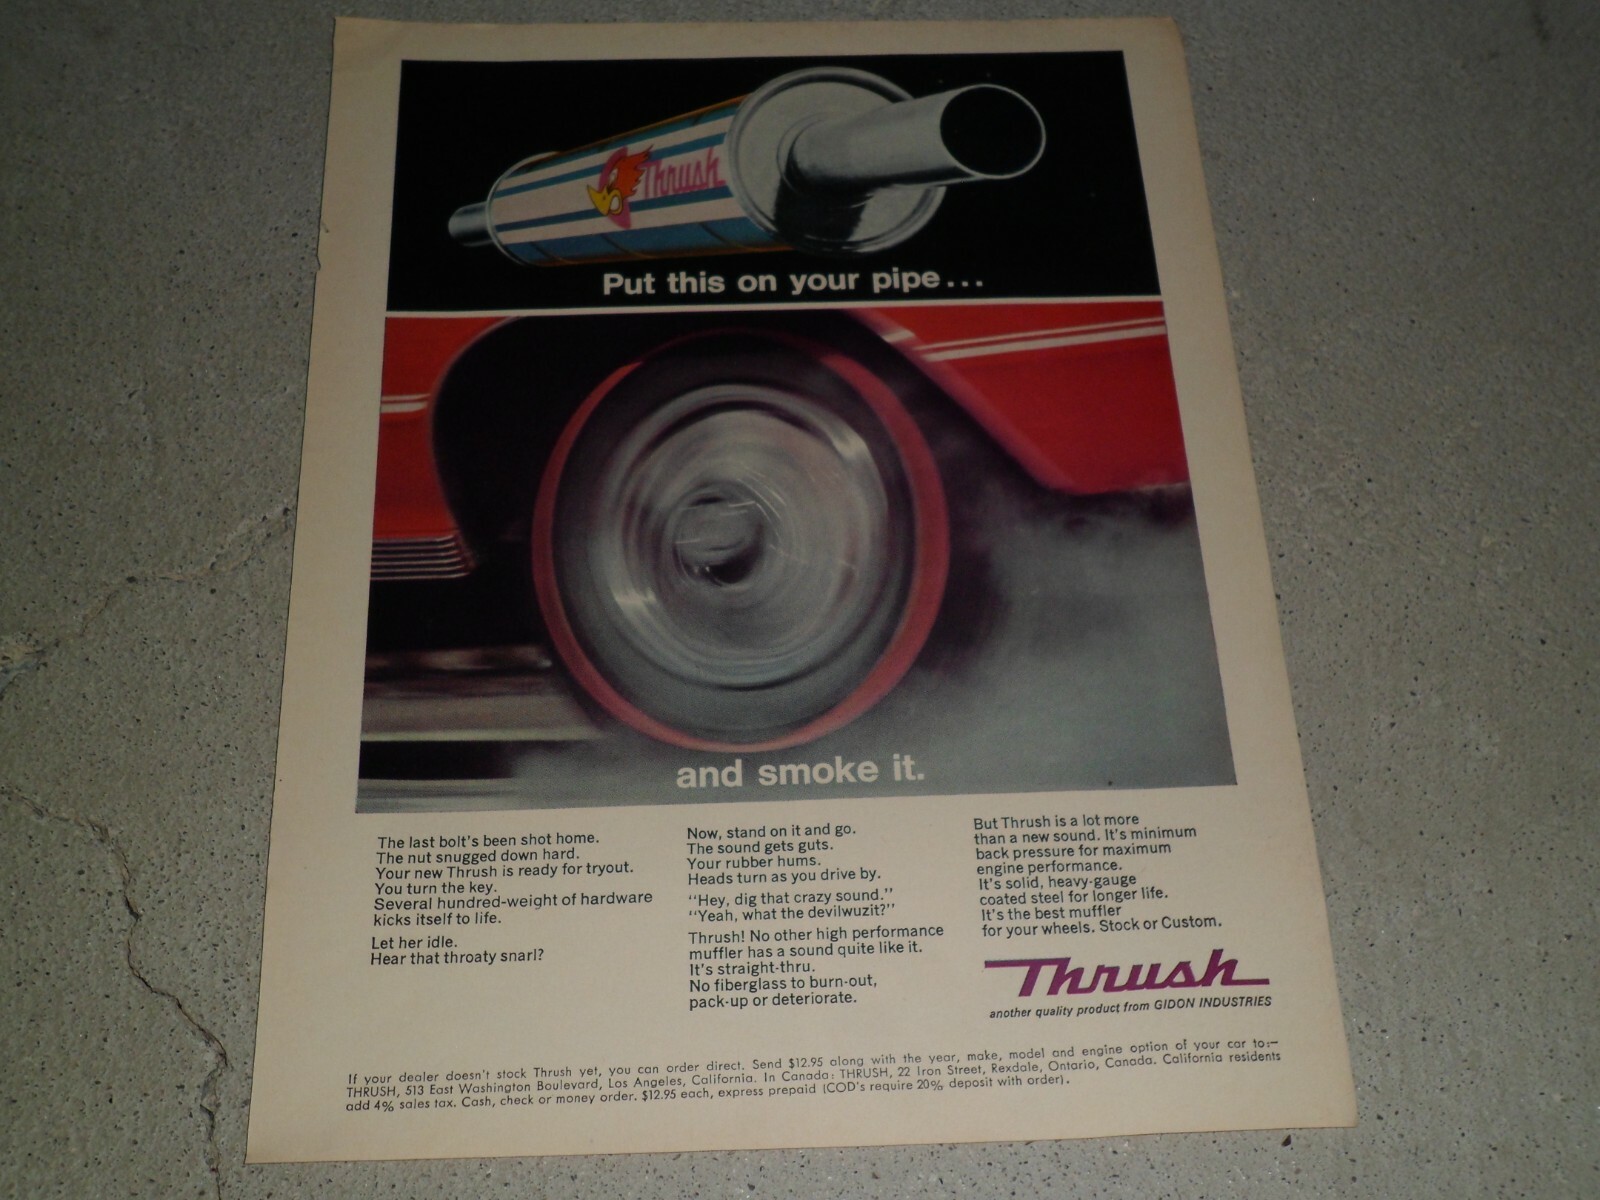 Thrush
Put this on your pipe...
and smoke it.
The last bolt's been shot home.
The nut snugged down hard.
Your new Thrush is ready for tryout.
You turn the key.
Several hundred-weight of hardware
kicks itself to life.
Let her idle.
Hear that throaty snarl?
Now, stand on it and go.
The sound gets guts.
Your rubber hums.
Heads turn as you drive by.
"Hey, dig that crazy sound."
"Yeah, what the devilwuzit?"
Thrush! No other high performance
muffler has a sound quite like it.
It's straight-thru.
No fiberglass to burn-out,
pack-up or deteriorate.
But Thrush is a lot more
than a new sound. It's minimum
back pressure for maximum
engine performance.
It's solid, heavy-gauge
coated steel for longer life.
It's the best muffler
for your wheels. Stock or Custom.
Thrush
another quality product from GIDON INDUSTRIES
If your dealer doesn't stock Thrush yet, you can order direct. Send $12.95 along with the year, make, model and engine option of your car to:—
THRUSH, 513 East Washington Boulevard, Los Angeles, California. In Canada: THRUSH, 22 Iron Street, Rexdale, Ontario, Canada. California residents
add 4% sales tax. Cash, check or money order. $12.95 each, express prepaid (COD's require 20% deposit with order).